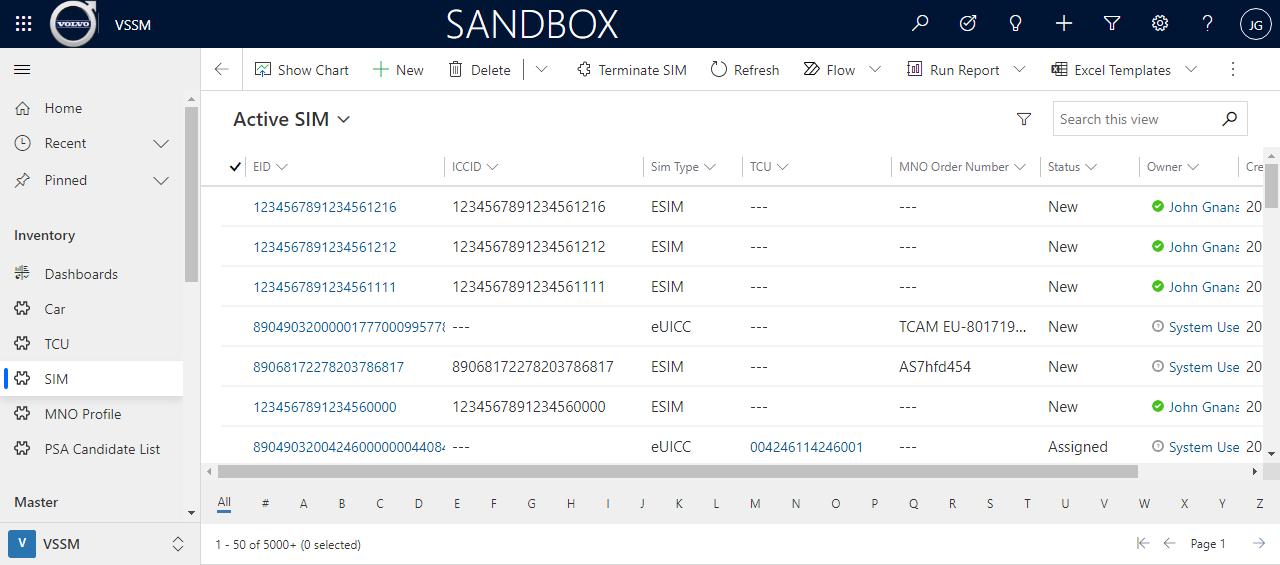 VOLVO VSSM SANDBOX ? JG
Show Chart New Delete Terminate SIM Refresh Flow Run Report Excel Templates
Home
Recent
Pinned
Inventory
Dashboards
Car
TCU
SIM
MNO Profile
PSA Candidate List
Master
V VSSM
Active SIM Search this view
EID ICCID Sim Type TCU MNO Order Number Status Owner Cre
1234567891234561216 1234567891234561216 ESIM --- --- New John Gnana 20
1234567891234561212 1234567891234561212 ESIM --- --- New John Gnana 20
1234567891234561111 1234567891234561111 ESIM --- --- New John Gnana 20
8904903200000177700099577８ --- eUICC --- TCAM EU-801719... New System Use 20
89068172278203786817 89068172278203786817 ESIM --- AS7hfd454 New System Use 20
1234567891234560000 1234567891234560000 ESIM --- --- New John Gnana 20
8904903200424600000004408４ --- eUICC 004246114246001 --- Assigned System Use 20
All # A B C D E F G H I J K L M N O P Q R S T U V W X Y Z
1 - 50 of 5000+ (0 selected) Page 1